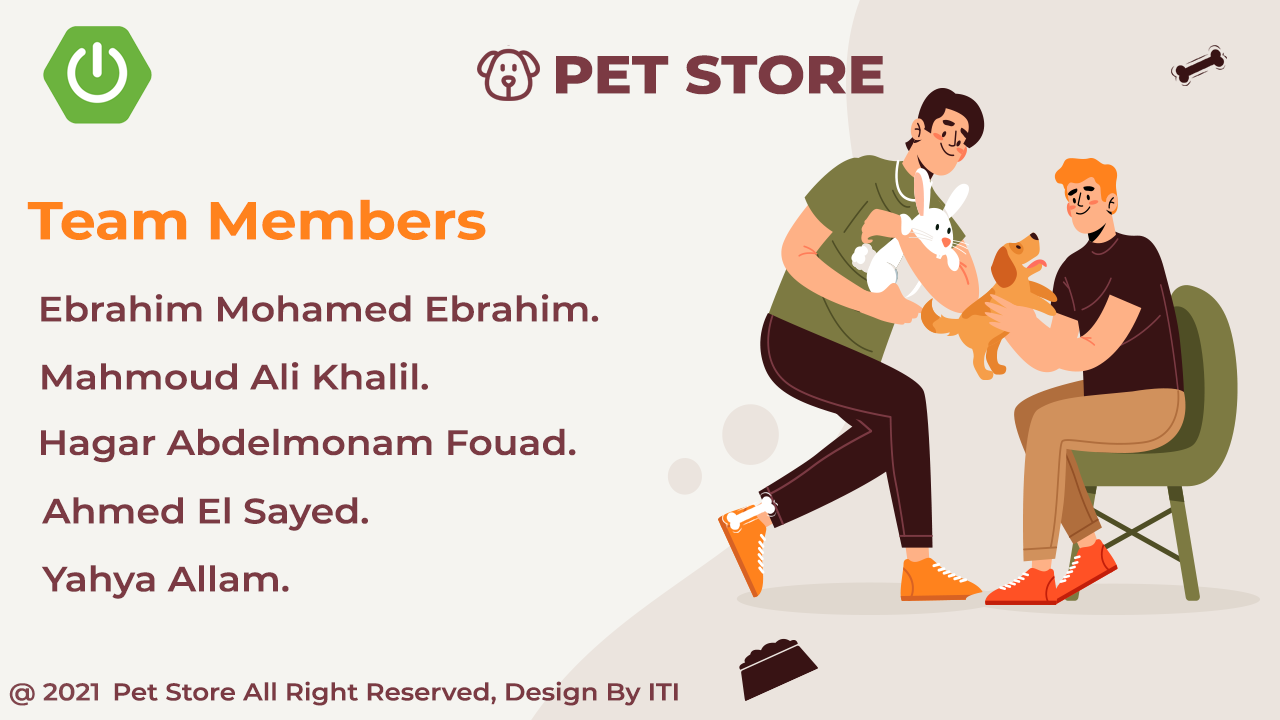 PET STORE
Team Members
Ebrahim Mohamed Ebrahim.
Mahmoud Ali Khalil.
Hagar Abdelmonam Fouad.
Ahmed El Sayed.
Yahya Allam.
@ 2021 Pet Store All Right Reserved, Design By ITI